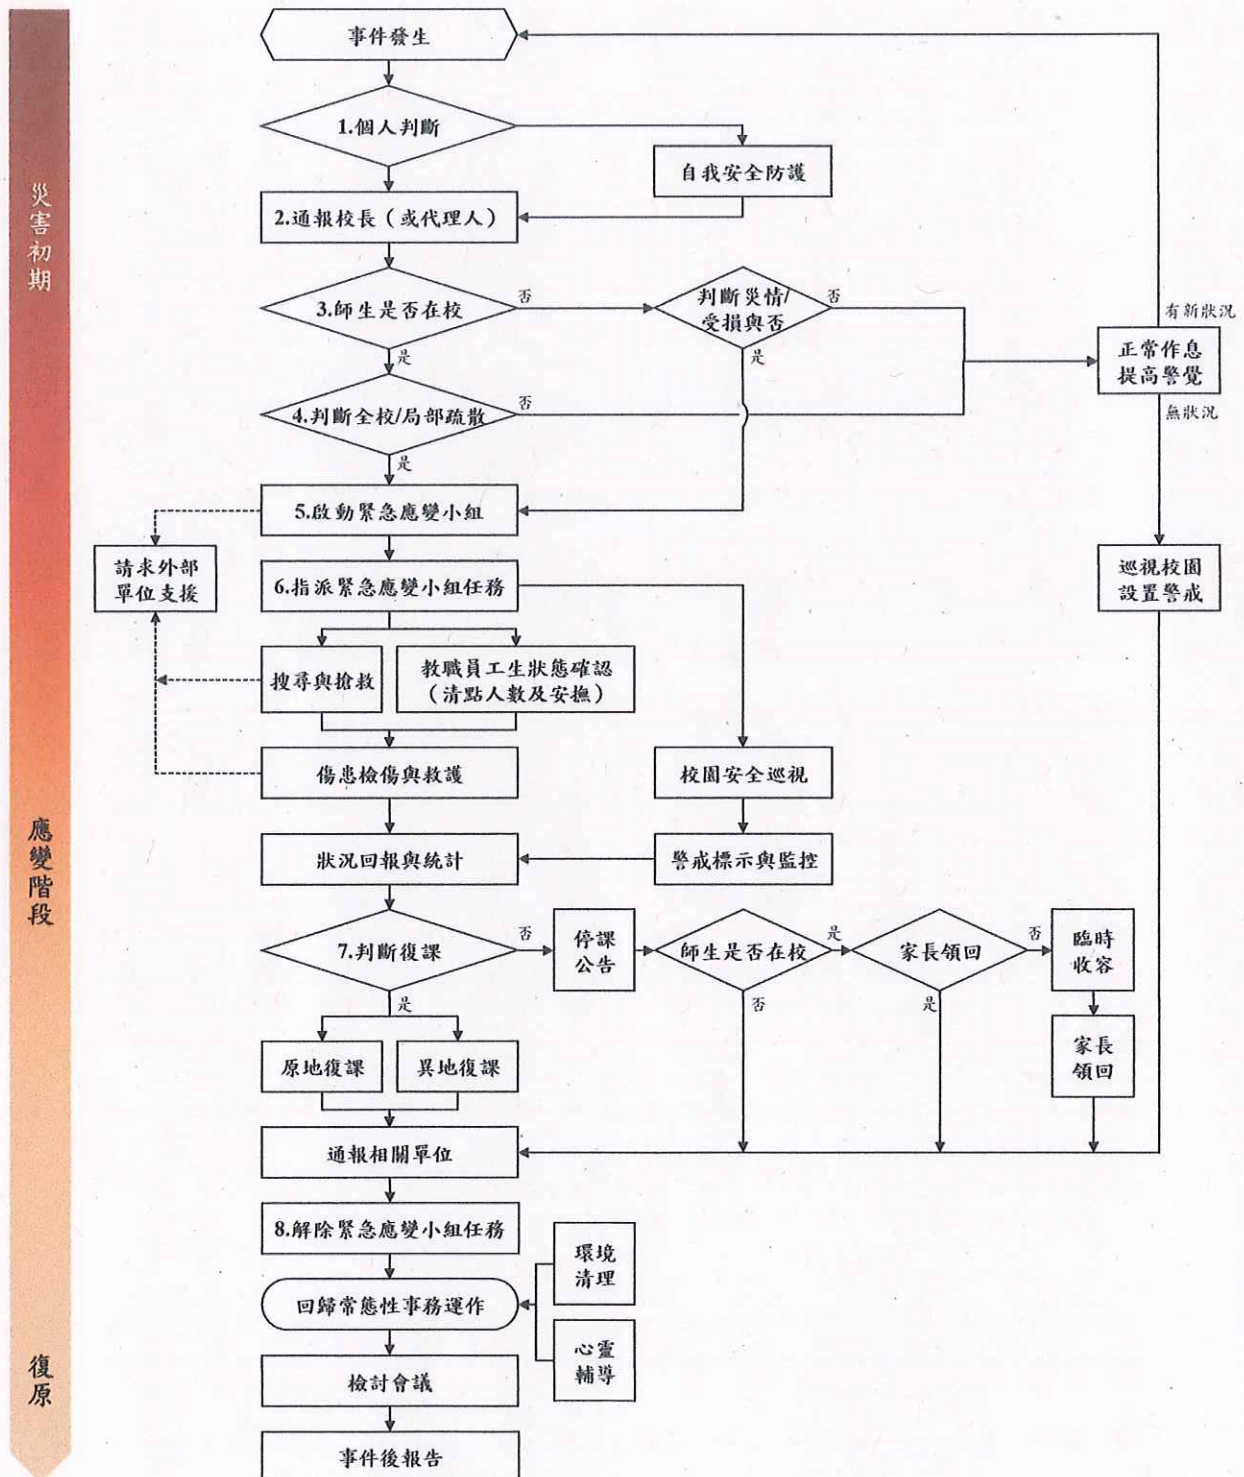 事件發生
1.個人判斷
自我安全防護
2.通報校長（或代理人）
災害初期
3.師生是否在校
否
是
判斷災情/
受損與否
否
是
有新狀況
正常作息
提高警覺
無狀況
4.判斷全校/局部疏散
否
是
5.啟動緊急應變小組
請求外部
單位支援
6.指派緊急應變小組任務
巡視校園
設置警戒
搜尋與搶救
教職員工生狀態確認
（清點人數及安撫）
傷患檢傷與救護
校園安全巡視
應變階段
狀況回報與統計
警戒標示與監控
7.判斷復課
否
是
停課
公告
師生是否在校
是
否
家長領回
否
是
臨時
收容
家長
領回
原地復課
異地復課
通報相關單位
8.解除緊急應變小組任務
環境
清理
回歸常態性事務運作
心靈
輔導
復原
檢討會議
事件後報告